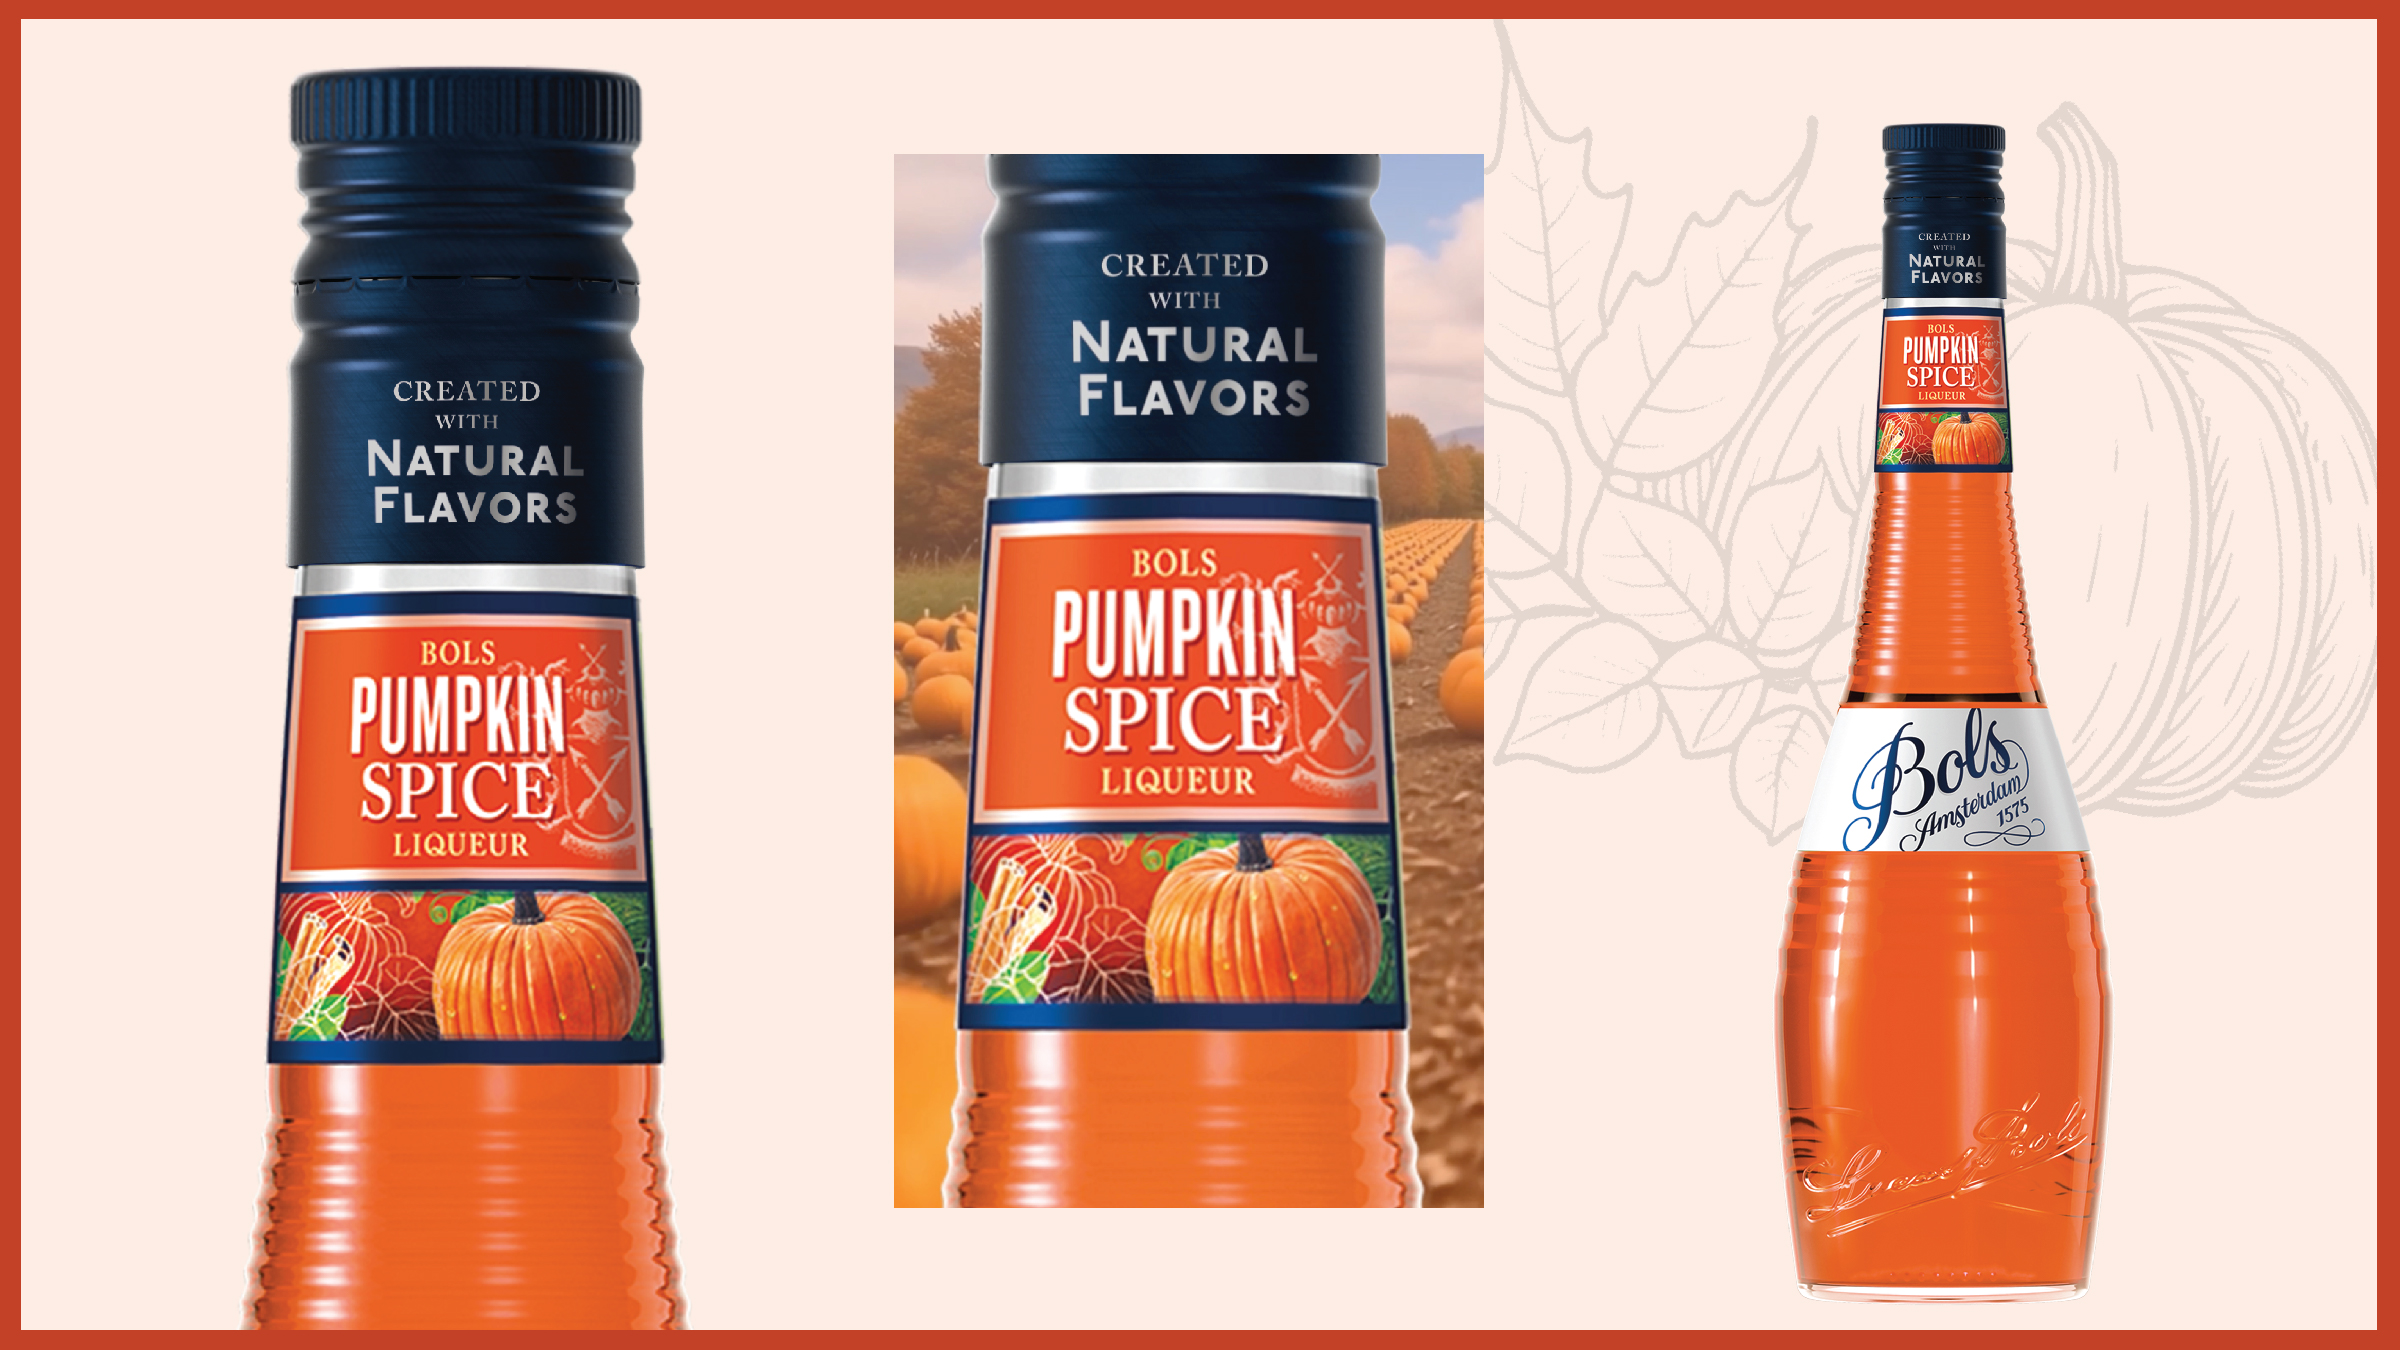 CREATED
WITH
NATURAL
FLAVORS
BOLS
PUMPKIN
SPICE
LIQUEUR
CREATED
WITH
NATURAL
FLAVORS
BOLS
PUMPKIN
SPICE
LIQUEUR
CREATED
WITH
NATURAL
FLAVORS
BOLS
PUMPKIN
SPICE
LIQUEUR
Bols
Amsterdam
1575